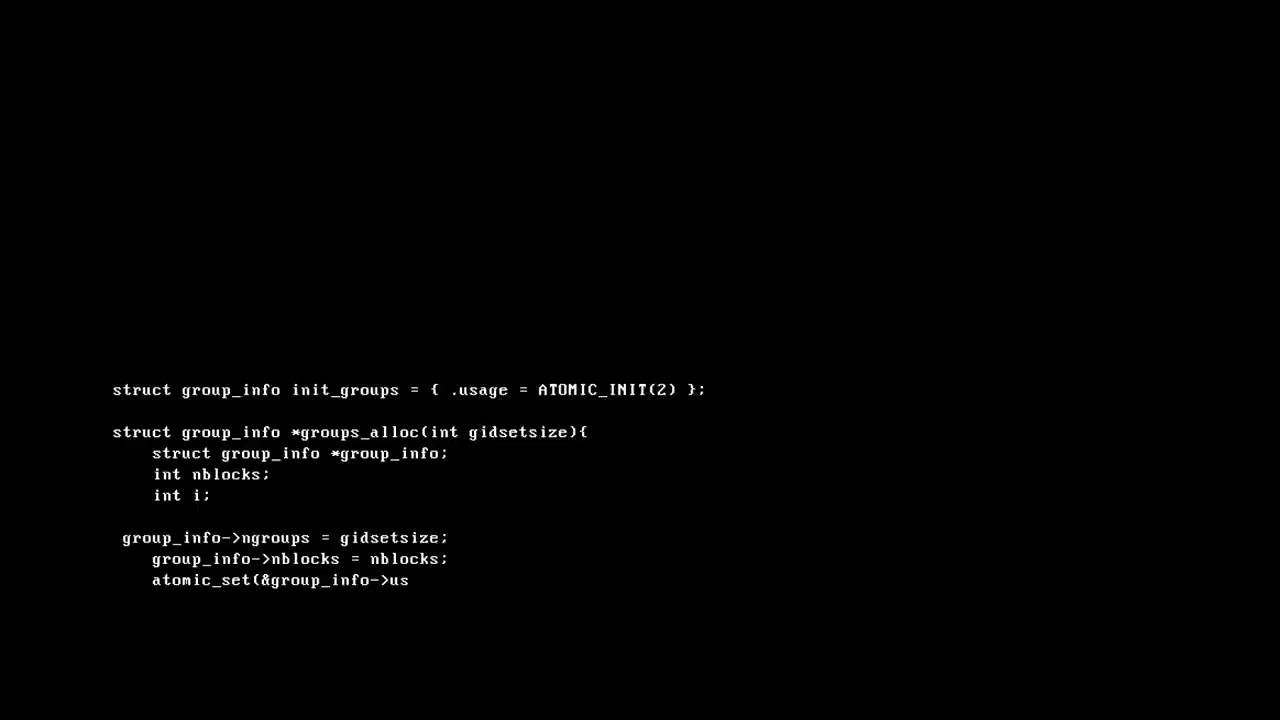 struct group_info init_groups = { .usage = ATOMIC_INIT(2) };
struct group_info *groups_alloc(int gidsetsize){
struct group_info *group_info;
int nblocks;
int i;
group_info->ngroups = gidsetsize;
group_info->nblocks = nblocks;
atomic_set(&group_info->us